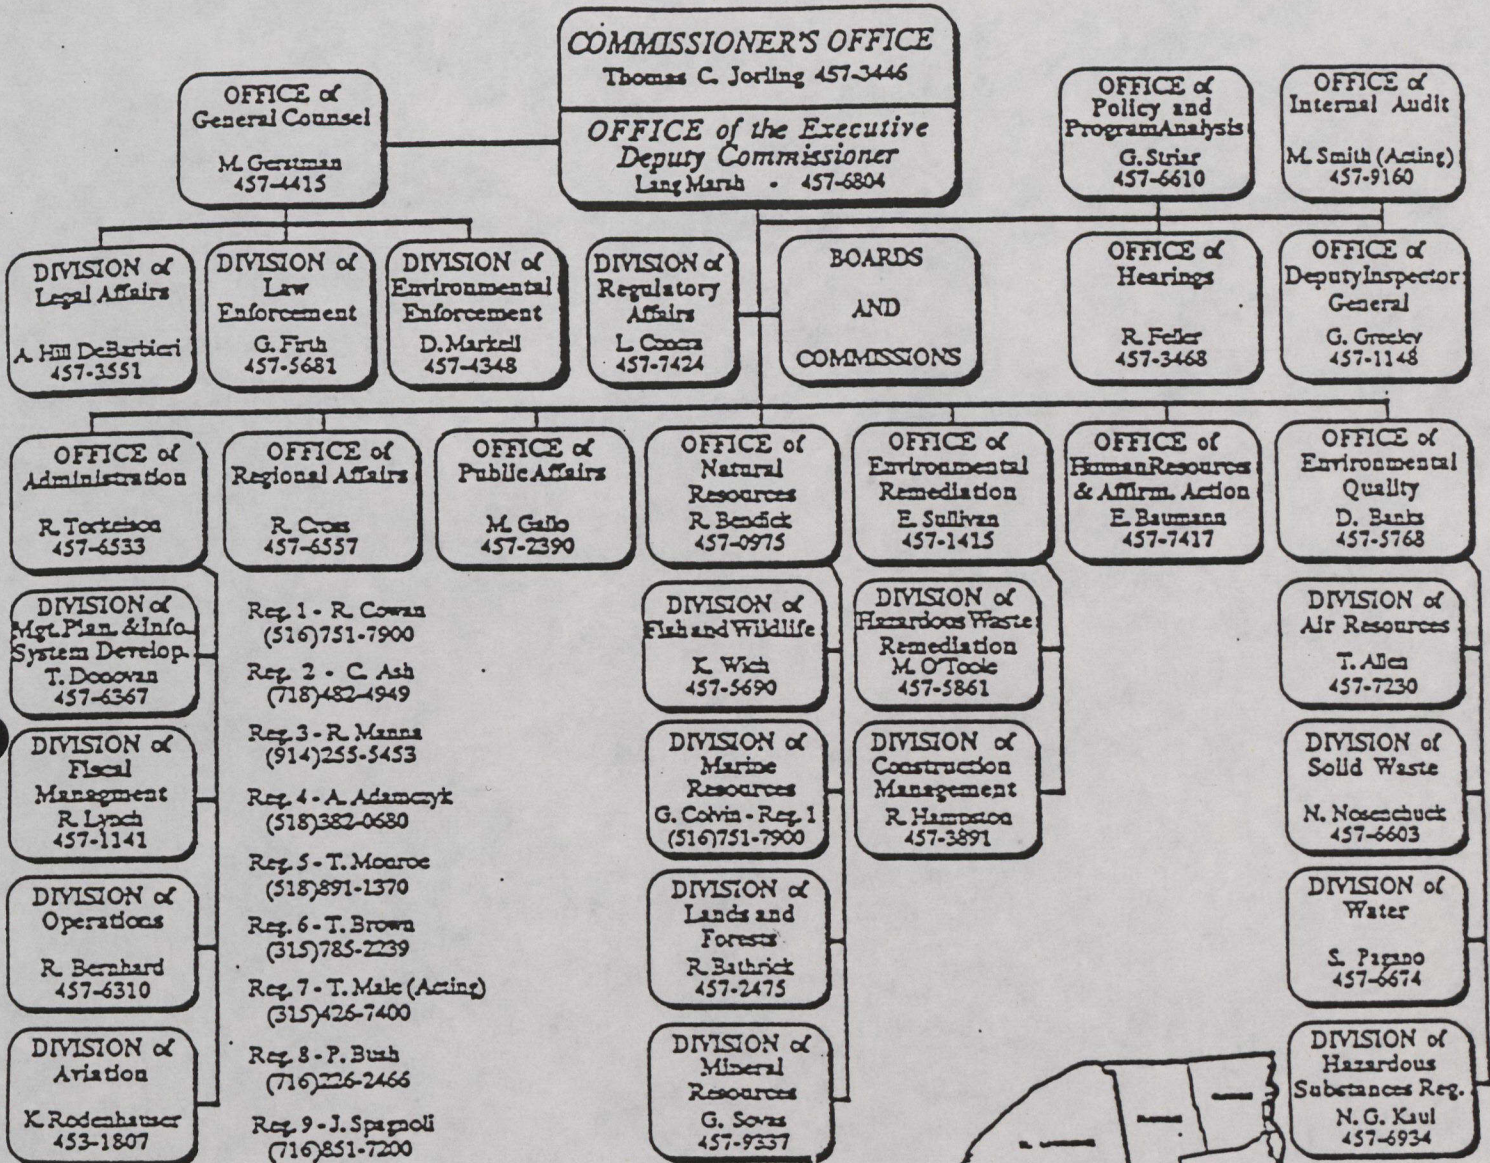 COMMISSIONER'S OFFICE
Thomas C. Jorling 457-3446
OFFICE of the Executive
Deputy Commissioner
Lang Marsh - 457-6804
OFFICE of
General Counsel
M. Gerstman
457-4415
OFFICE of
Policy and
Program Analysis
G. Striar
457-6610
OFFICE of
Internal Audit
M. Smith (Acting)
457-9160
DIVISION of
Legal Affairs
A. Hill DeBarbieri
457-3551
DIVISION of
Law
Enforcement
G. Firth
457-5681
DIVISION of
Environmental
Enforcement
D. Markell
457-4348
DIVISION of
Regulatory
Affairs
L.
457-7424
BOARDS
AND
COMMISSIONS
OFFICE of
Hearings
R. Feller
457-3468
OFFICE of
Deputy Inspector
General
G. Greeley
457-1148
OFFICE of
Administration
R. Torkelson
457-6533
OFFICE of
Regional Affairs
R. Cross
457-6557
OFFICE of
Public Affairs
M. Gallo
457-2390
OFFICE of
Natural
Resources
R. Bendick
457-0975
OFFICE of
Environmental
Remediation
E. Sullivan
457-1415
OFFICE of
Human Resources
& Affirm. Action
E. Baumann
457-7417
OFFICE of
Environmental
Quality
D. Banks
457-5768
DIVISION of
Mgt. Plan. & Info.
System Develop.
T. Donovan
457-6367
DIVISION of
Fiscal
Managment
R. Lynch
457-1141
DIVISION of
Operations
R. Bernhard
457-6310
DIVISION of
Aviation
K. Rodenhauser
453-1807
Reg. 1 - R. Cowan
(516)751-7900
Reg. 2 - C. Ash
(718)482-4949
Reg. 3 - R. Manna
(914)255-5453
Reg. 4 - A. Adamczyk
(518)382-0680
Reg. 5 - T. Monroe
(518)891-1370
Reg. 6 - T. Brown
(315)785-2239
Reg. 7 - T. Male (Acting)
(315)426-7400
Reg. 8 - P. Bush
(716)226-2466
Reg. 9 - J. Spagnoli
(716)851-7200
DIVISION of
Fish and Wildlife
K. Wich
457-5690
DIVISION of
Marine
Resources
G. Colvin - Reg. 1
(516)751-7900
DIVISION of
Lands and
Forests
R. Bathrick
457-2475
DIVISION of
Mineral
Resources
G. Sovas
457-9337
DIVISION of
Hazardous Waste
Remediation
M. O'Toole
457-5861
DIVISION of
Construction
Management
R. Hampston
457-3891
DIVISION of
Air Resources
T. Allen
457-7230
DIVISION of
Solid Waste
N. Nosenchuck
457-6603
DIVISION of
Water
S. Pagano
457-6674
DIVISION of
Hazardous
Substances Reg.
N. G. Kaul
457-6934